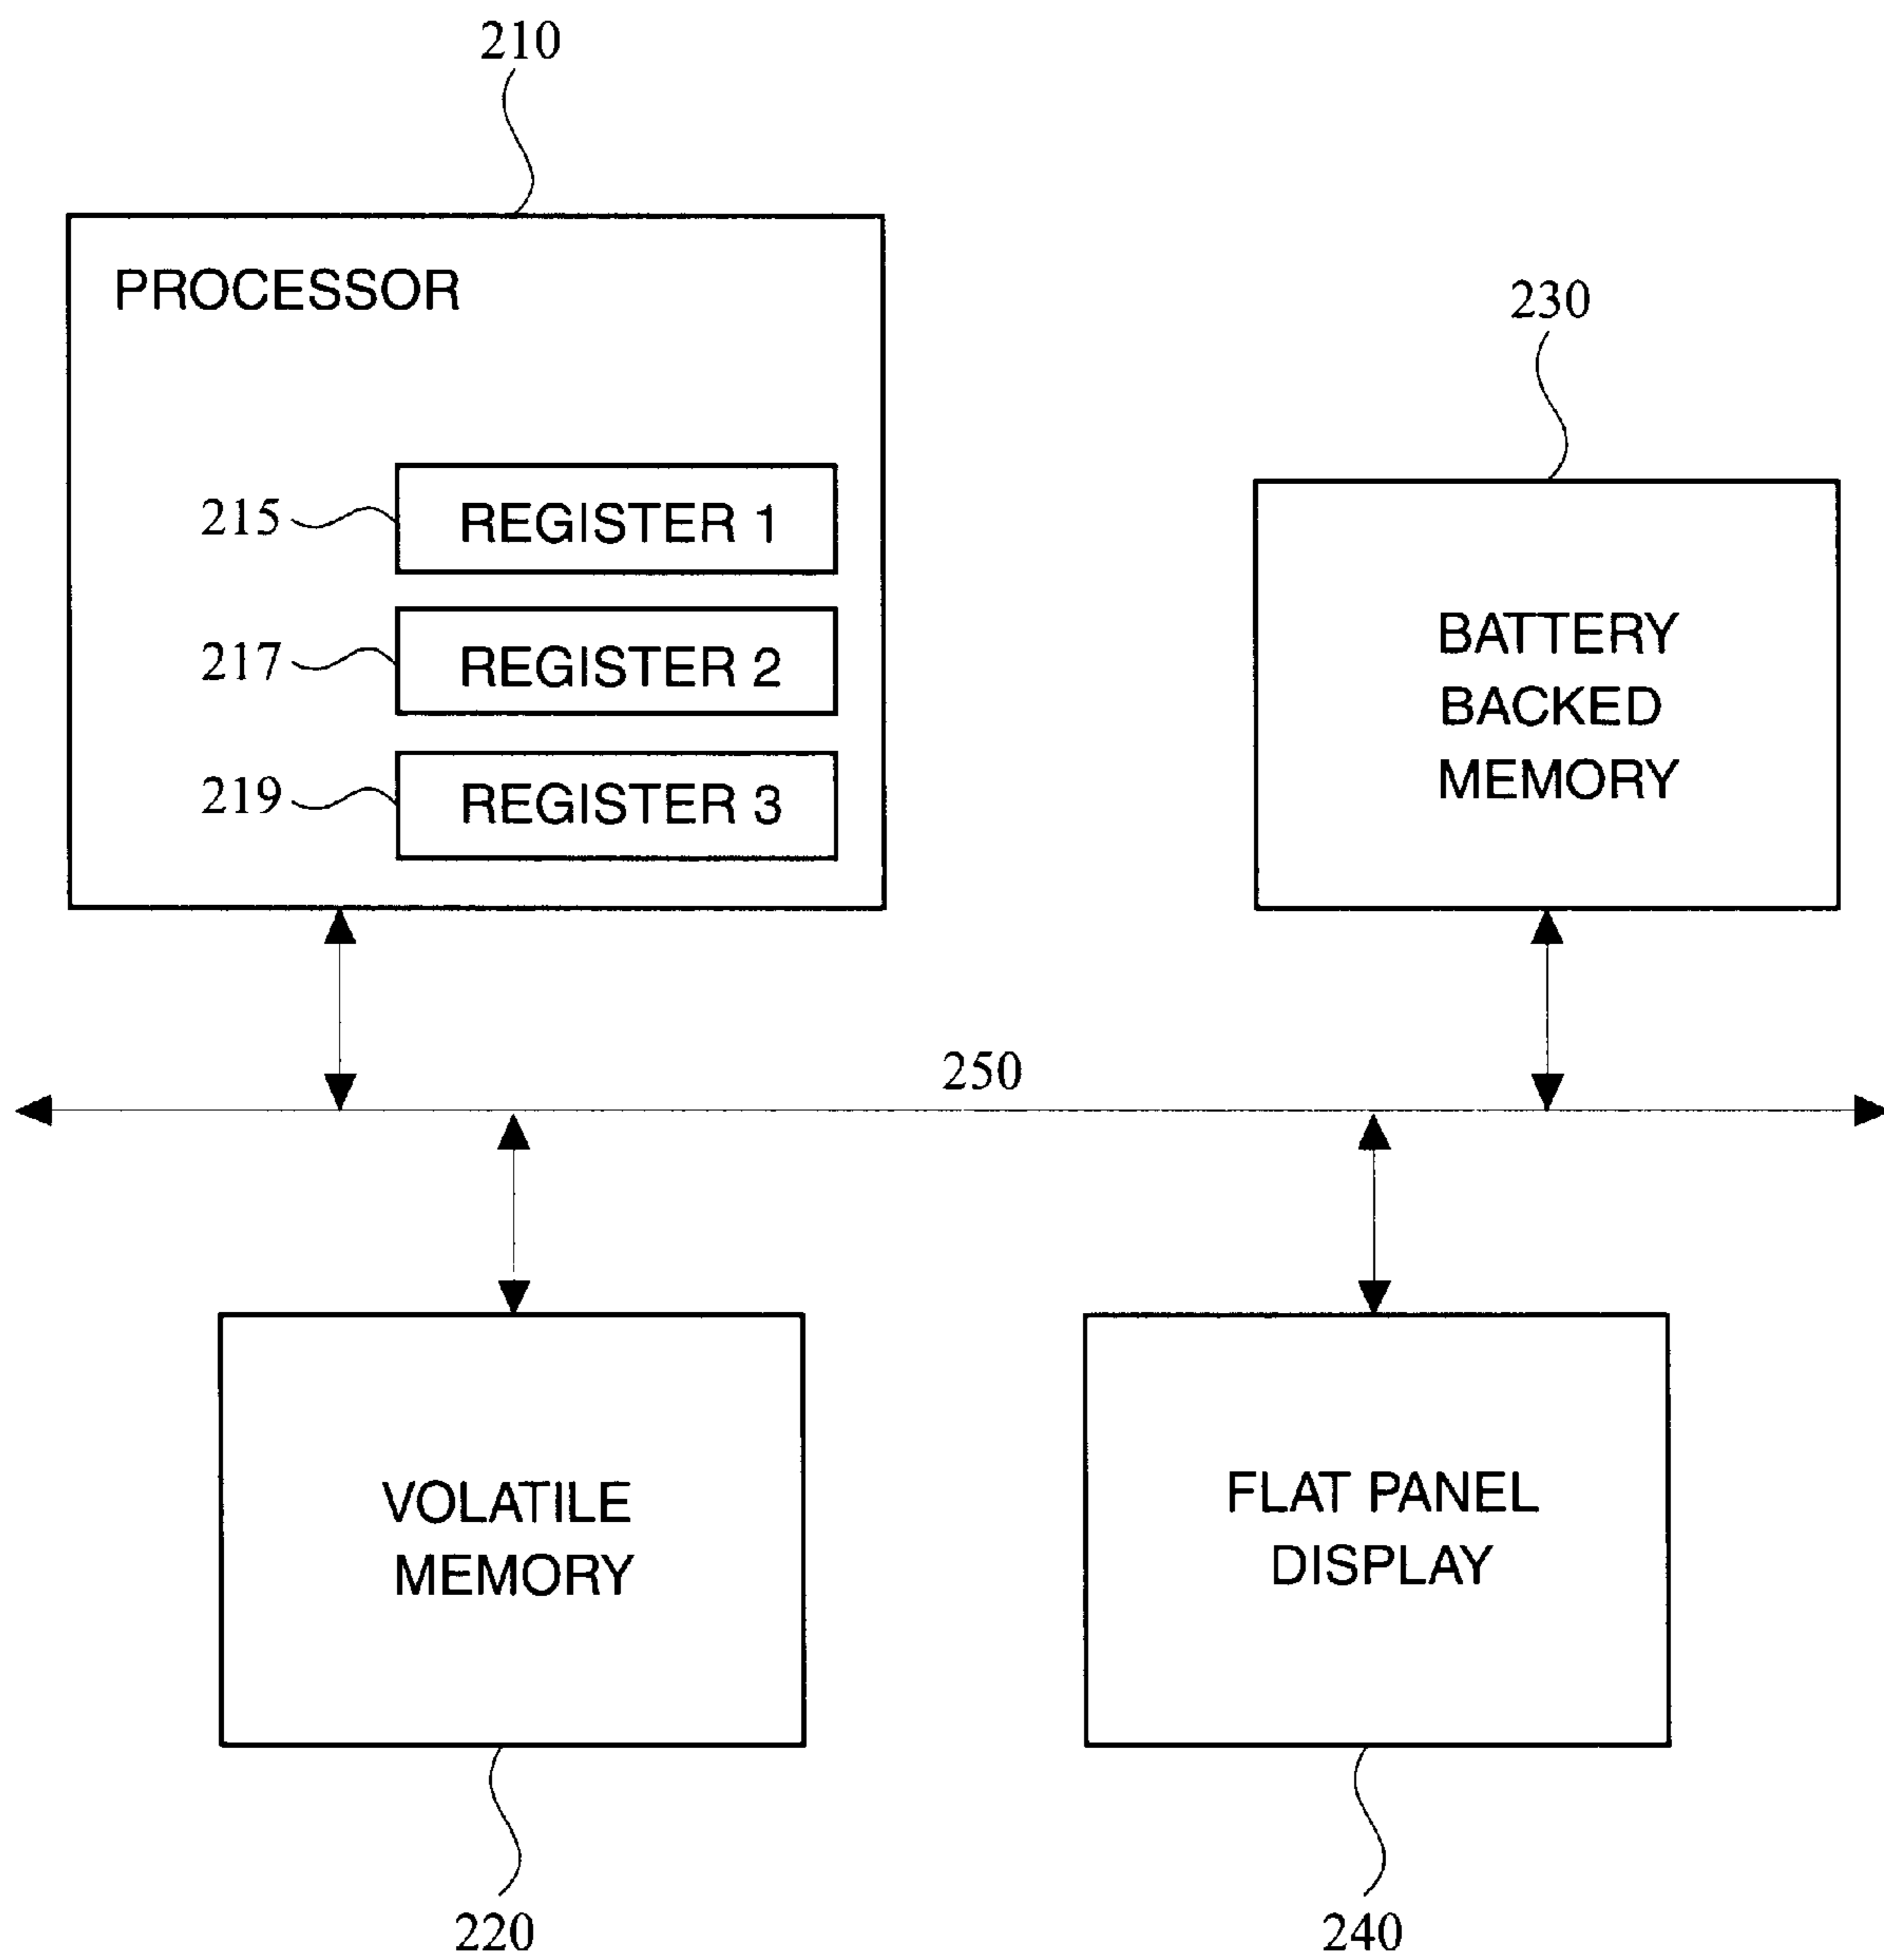 210
PROCESSOR
230
215
REGISTER 1
217
REGISTER 2
219
REGISTER 3
BATTERY
BACKED
MEMORY
250
VOLATILE
MEMORY
FLAT PANEL
DISPLAY
220
240